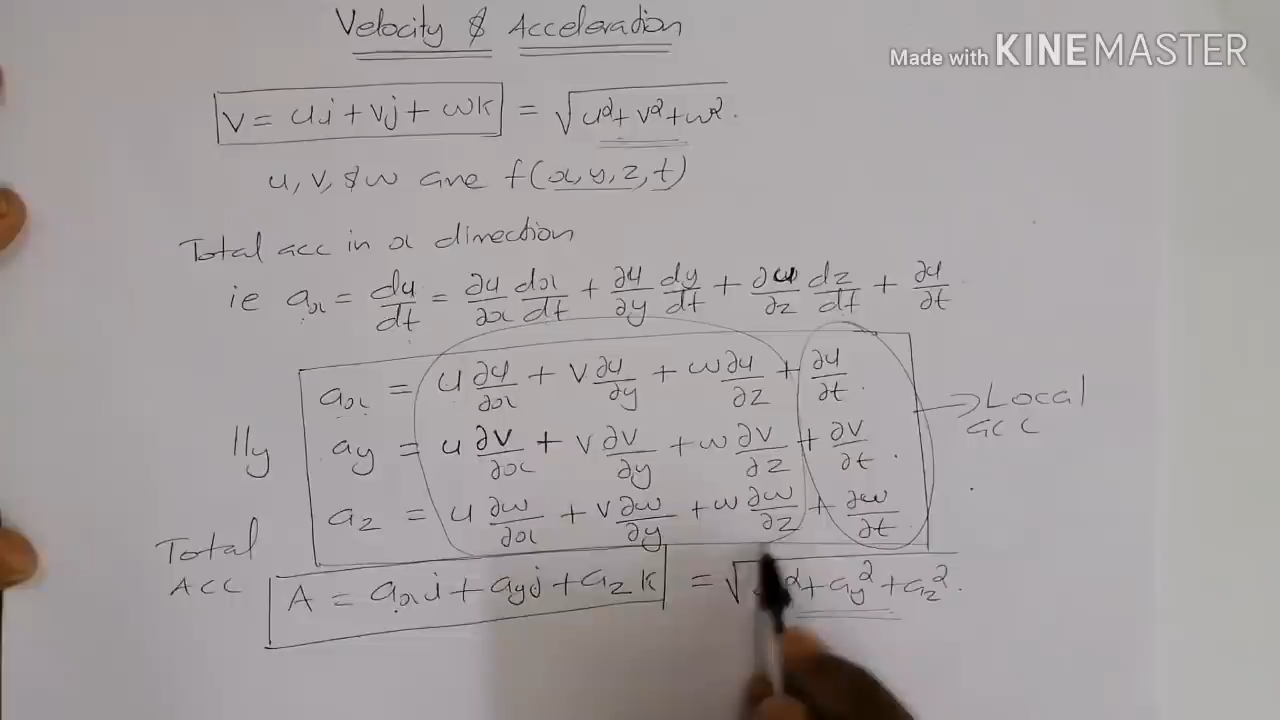 Velocity & Acceleration
Made with KINEMASTER
V = ui + vj + wk = √u²+v²+w².
u, v, & w are f(x, y, z, t)
Total acc in x direction
ie aₓ = du/dt = ∂u/∂x dx/dt + ∂u/∂y dy/dt + ∂u/∂z dz/dt + ∂u/∂t
aₓ = u ∂u/∂x + v ∂u/∂y + w ∂u/∂z + ∂u/∂t.
→ Local acc
lly ay = u ∂v/∂x + v ∂v/∂y + w ∂v/∂z + ∂v/∂t.
az = u ∂w/∂x + v ∂w/∂y + w ∂w/∂z + ∂w/∂t
Total Acc A = aₓi + ayj + azk = √ ²+ay²+az².